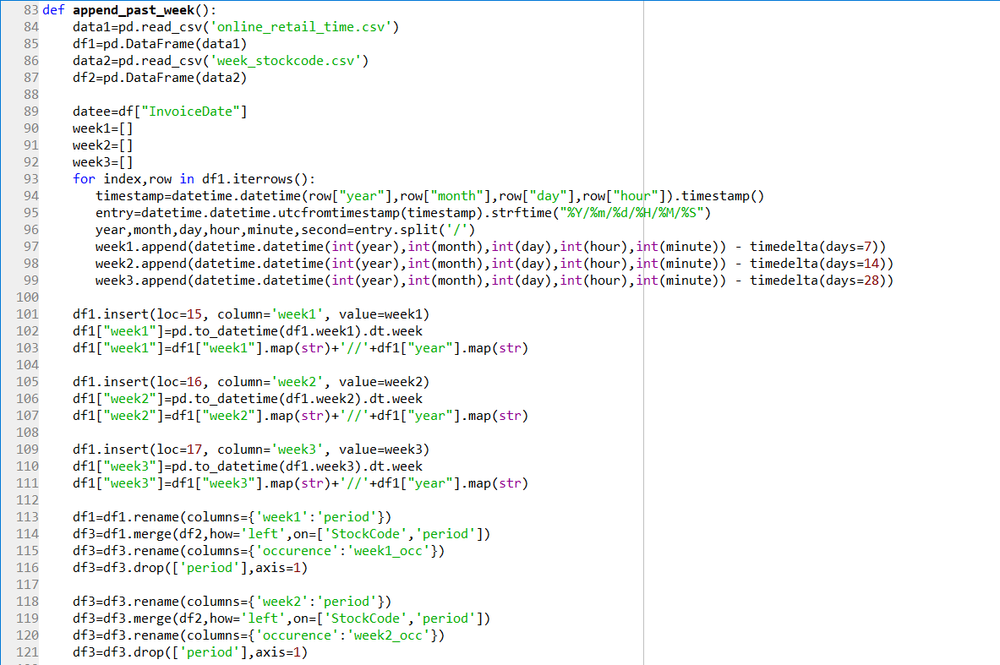 83 def append_past_week():
84     data1=pd.read_csv('online_retail_time.csv')
85     df1=pd.DataFrame(data1)
86     data2=pd.read_csv('week_stockcode.csv')
87     df2=pd.DataFrame(data2)
88
89     datee=df["InvoiceDate"]
90     week1=[]
91     week2=[]
92     week3=[]
93     for index,row in df1.iterrows():
94        timestamp=datetime.datetime(row["year"],row["month"],row["day"],row["hour"]).timestamp()
95        entry=datetime.datetime.utcfromtimestamp(timestamp).strftime("%Y/%m/%d/%H/%M/%S")
96        year,month,day,hour,minute,second=entry.split('/')
97        week1.append(datetime.datetime(int(year),int(month),int(day),int(hour),int(minute)) - timedelta(days=7))
98        week2.append(datetime.datetime(int(year),int(month),int(day),int(hour),int(minute)) - timedelta(days=14))
99        week3.append(datetime.datetime(int(year),int(month),int(day),int(hour),int(minute)) - timedelta(days=28))
100
101     df1.insert(loc=15, column='week1', value=week1)
102     df1["week1"]=pd.to_datetime(df1.week1).dt.week
103     df1["week1"]=df1["week1"].map(str)+'//'+df1["year"].map(str)
104
105     df1.insert(loc=16, column='week2', value=week2)
106     df1["week2"]=pd.to_datetime(df1.week2).dt.week
107     df1["week2"]=df1["week2"].map(str)+'//'+df1["year"].map(str)
108
109     df1.insert(loc=17, column='week3', value=week3)
110     df1["week3"]=pd.to_datetime(df1.week3).dt.week
111     df1["week3"]=df1["week3"].map(str)+'//'+df1["year"].map(str)
112
113     df1=df1.rename(columns={'week1':'period'})
114     df3=df1.merge(df2,how='left',on=['StockCode','period'])
115     df3=df3.rename(columns={'occurence':'week1_occ'})
116     df3=df3.drop(['period'],axis=1)
117
118     df3=df3.rename(columns={'week2':'period'})
119     df3=df3.merge(df2,how='left',on=['StockCode','period'])
120     df3=df3.rename(columns={'occurence':'week2_occ'})
121     df3=df3.drop(['period'],axis=1)